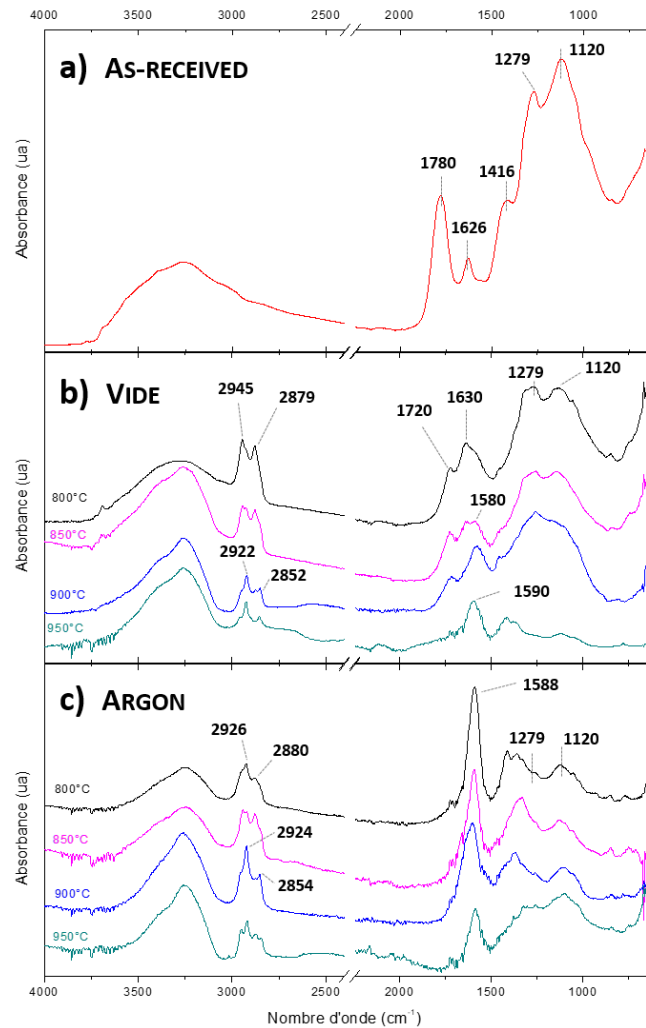 4000 3500 3000 2500 2000 1500 1000
a) AS-RECEIVED
1279
1120
1780
1416
1626
Absorbance (ua)
b) VIDE
2945
2879
1279
1120
1720
1630
800°C
1580
850°C
2922
2852
900°C
1590
950°C
Absorbance (ua)
c) ARGON
1588
2926
2880
1279
1120
800°C
2924
850°C
2854
900°C
950°C
Absorbance (ua)
4000 3500 3000 2500 2000 1500 1000
Nombre d'onde (cm-1)